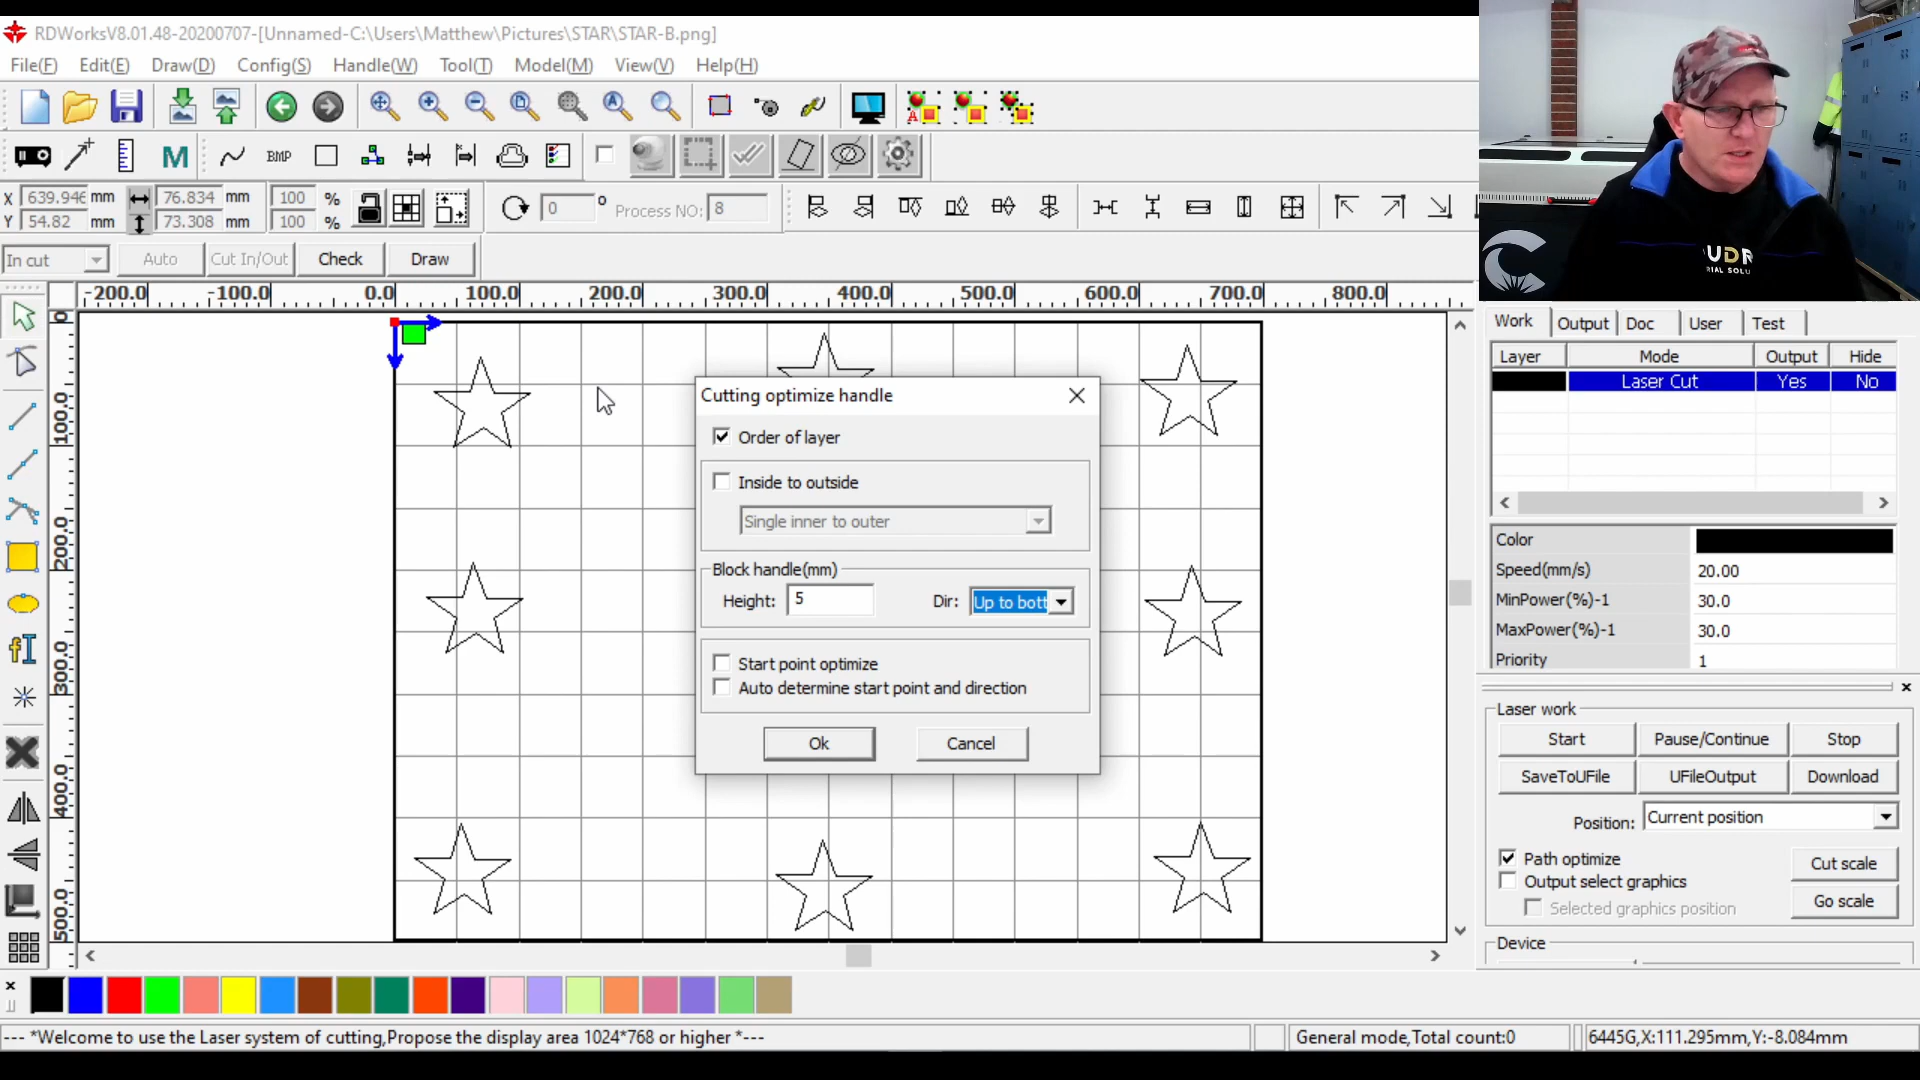 RDWorksV8.01.48-20200707-[Unnamed-C:\Users\Matthew\Pictures\STAR\STAR-B.png]
File(F) Edit(E) Draw(D) Config(S) Handle(W) Tool(T) Model(M) View(V) Help(H)
A
BMP
X 639.946 mm 76.834 mm 100 %
Y 54.82 mm 73.308 mm 100 %
0 ° Process NO: 8
In cut Auto Cut In/Out Check Draw
-200.0 -100.0 0.0 100.0 200.0 300.0 400.0 500.0 600.0 700.0 800.0
0
100.0
200.0
300.0
400.0
500.0
Cutting optimize handle
Order of layer
Inside to outside
Single inner to outer
Block handle(mm)
Height: 5 Dir: Up to bott
Start point optimize
Auto determine start point and direction
Ok Cancel
Work Output Doc User Test
Layer Mode Output Hide
Laser Cut Yes No
Color
Speed(mm/s) 20.00
MinPower(%)-1 30.0
MaxPower(%)-1 30.0
Priority 1
Laser work
Start Pause/Continue Stop
SaveToUFile UFileOutput Download
Position: Current position
Path optimize Cut scale
Output select graphics
Selected graphics position Go scale
Device
--- *Welcome to use the Laser system of cutting,Propose the display area 1024*768 or higher *---
General mode,Total count:0
6445G,X:111.295mm,Y:-8.084mm